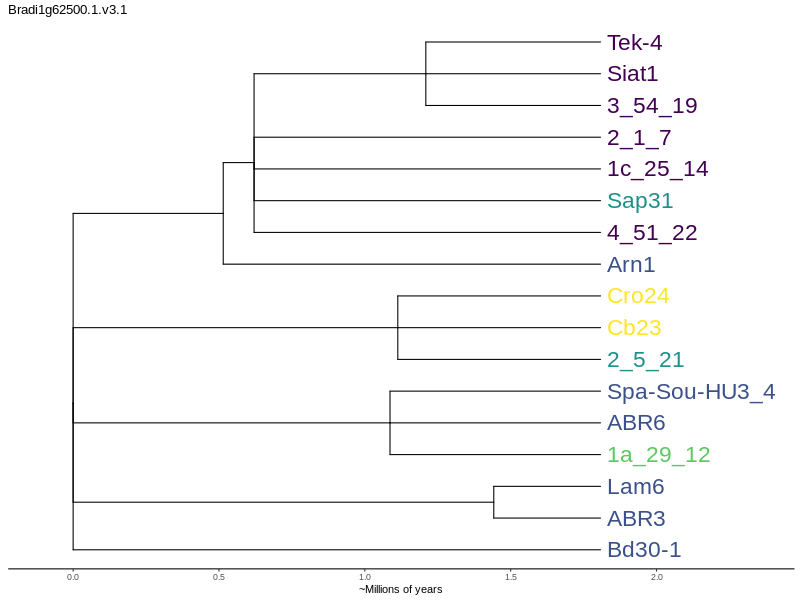 Bradi1g62500.1.v3.1
Tek-4
Siat1
3_54_19
2_1_7
1c_25_14
Sap31
4_51_22
Arn1
Cro24
Cb23
2_5_21
Spa-Sou-HU3_4
ABR6
1a_29_12
Lam6
ABR3
Bd30-1
0.0 0.5 1.0 1.5 2.0
~Millions of years